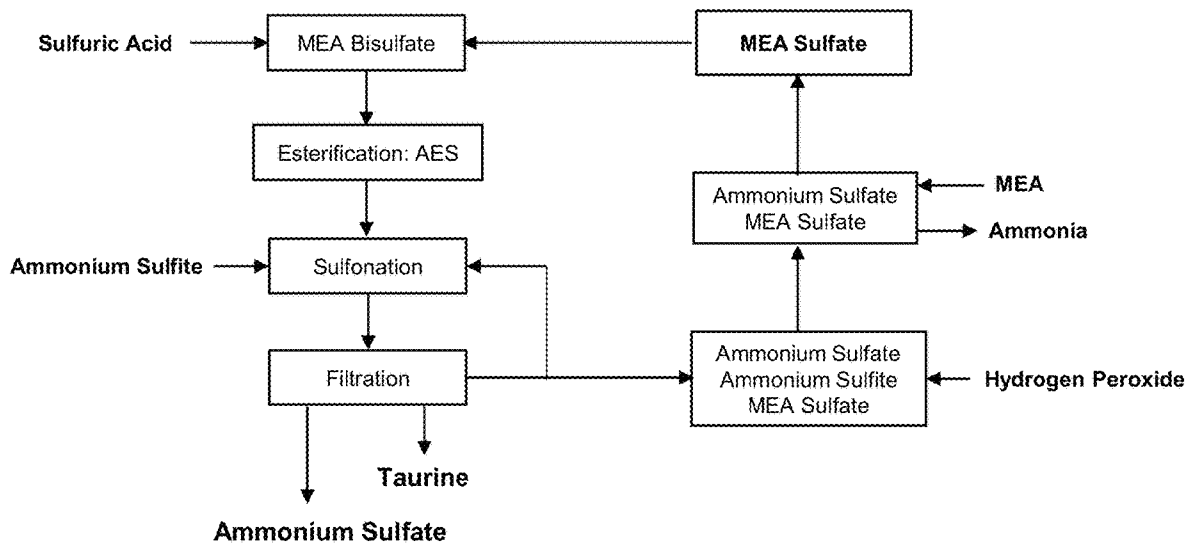 Sulfuric Acid
MEA Bisulfate
MEA Sulfate
Esterification: AES
Ammonium Sulfate
MEA Sulfate
MEA
Ammonia
Ammonium Sulfite
Sulfonation
Filtration
Ammonium Sulfate
Ammonium Sulfite
MEA Sulfate
Hydrogen Peroxide
Taurine
Ammonium Sulfate